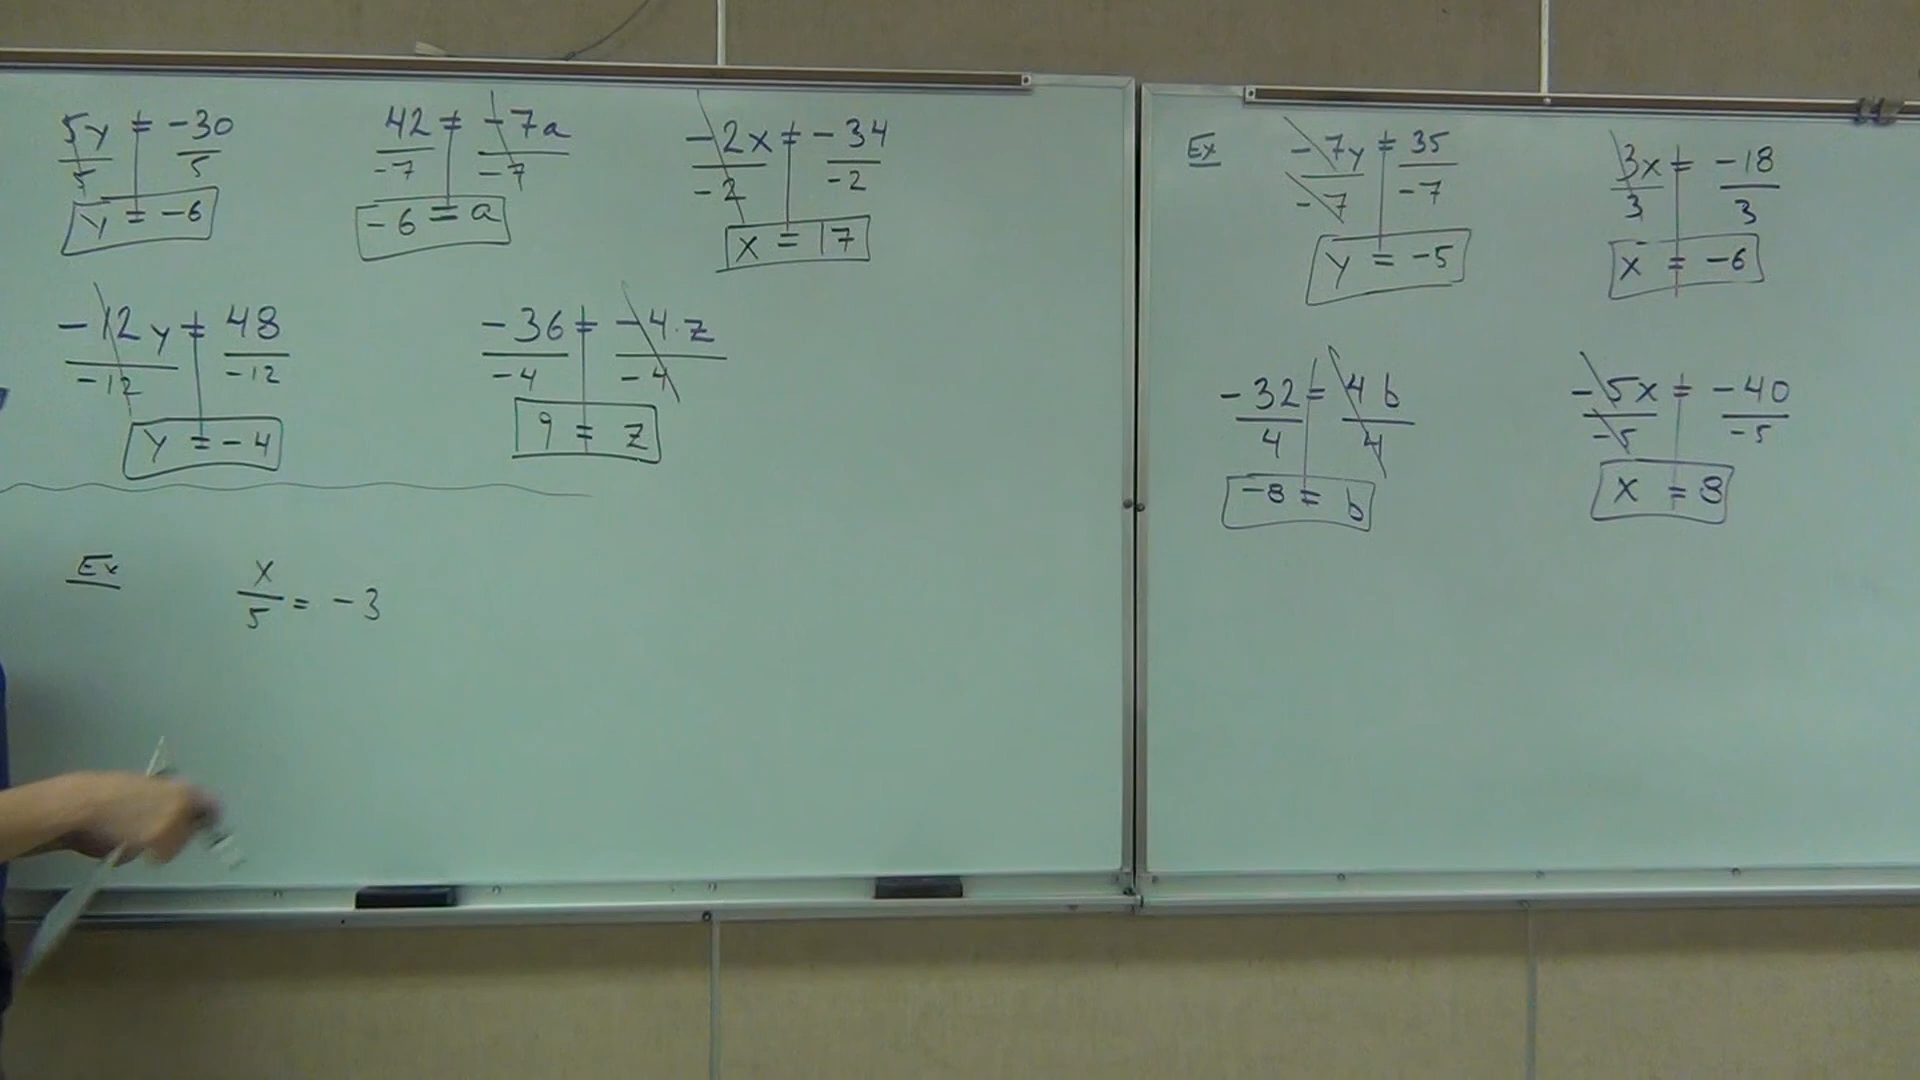 5y = -30 42 = -7a -2x = -34
5 5 -7 -7 -2 -2
y = -6 -6 = a x = 17
-12y = 48 -36 = -4·z
-12 -12 -4 -4
y = -4 9 = z
Ex x/5 = -3
Ex -7y = 35 3x = -18
-7 -7 3 3
y = -5 x = -6
-32 = 4b -5x = -40
4 4 -5 -5
-8 = b x = 8